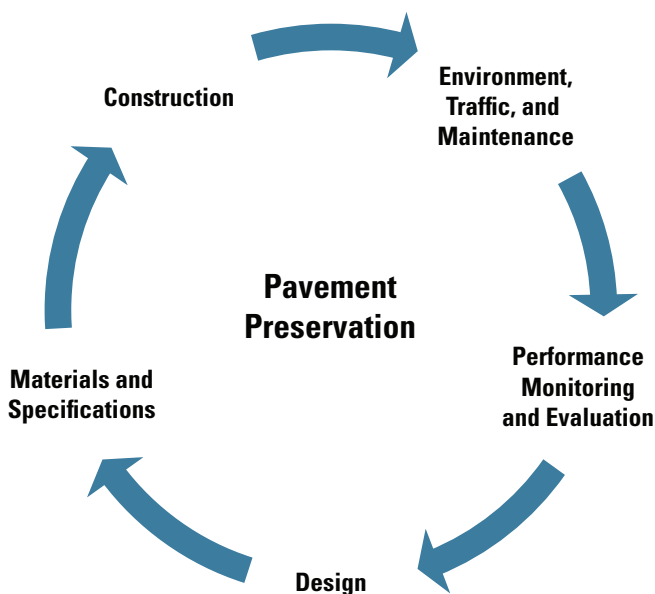 Construction
Environment,
Traffic, and
Maintenance
Pavement
Preservation
Performance
Monitoring
and Evaluation
Materials and
Specifications
Design